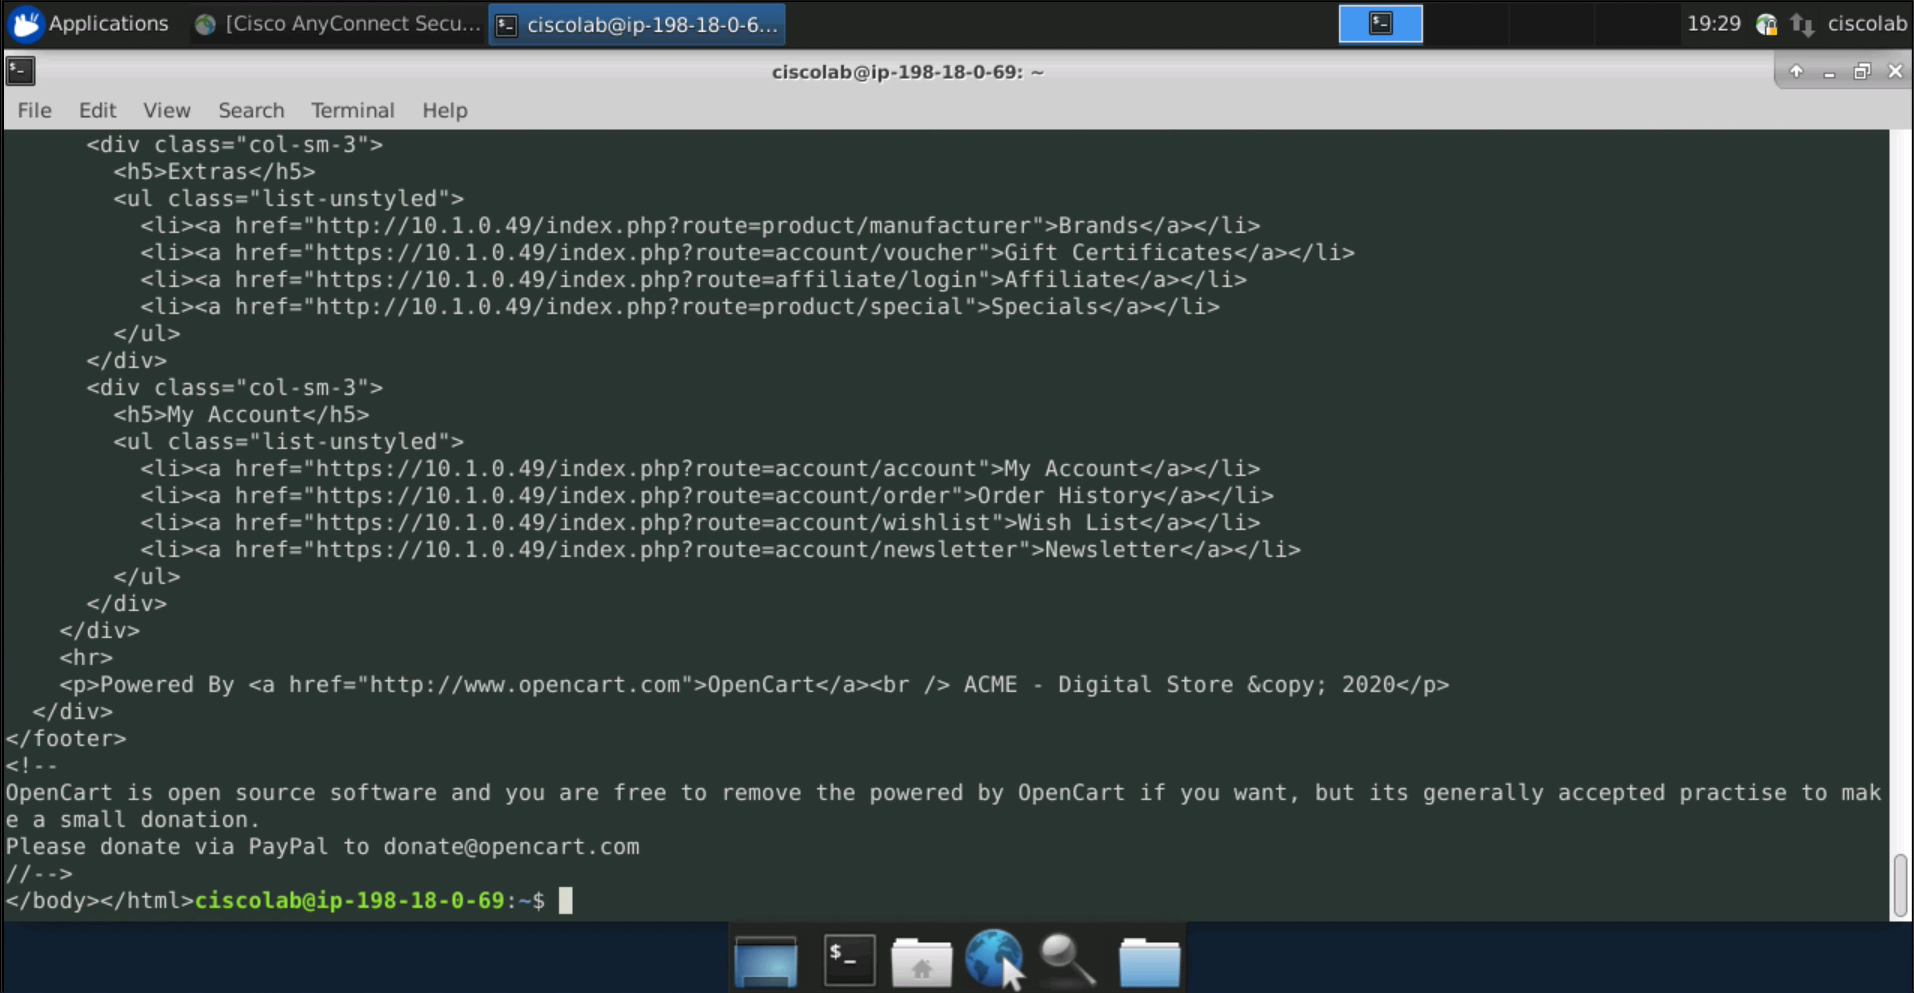 Applications [Cisco AnyConnect Secu... ciscolab@ip-198-18-0-6... 19:29 ciscolab
ciscolab@ip-198-18-0-69: ~
File Edit View Search Terminal Help
      <div class="col-sm-3">
        <h5>Extras</h5>
        <ul class="list-unstyled">
          <li><a href="http://10.1.0.49/index.php?route=product/manufacturer">Brands</a></li>
          <li><a href="http://10.1.0.49/index.php?route=account/voucher">Gift Certificates</a></li>
          <li><a href="http://10.1.0.49/index.php?route=affiliate/login">Affiliate</a></li>
          <li><a href="http://10.1.0.49/index.php?route=product/special">Specials</a></li>
        </ul>
      </div>
      <div class="col-sm-3">
        <h5>My Account</h5>
        <ul class="list-unstyled">
          <li><a href="https://10.1.0.49/index.php?route=account/account">My Account</a></li>
          <li><a href="https://10.1.0.49/index.php?route=account/order">Order History</a></li>
          <li><a href="https://10.1.0.49/index.php?route=account/wishlist">Wish List</a></li>
          <li><a href="https://10.1.0.49/index.php?route=account/newsletter">Newsletter</a></li>
        </ul>
      </div>
    </div>
    <hr>
    <p>Powered By <a href="http://www.opencart.com">OpenCart</a><br /> ACME - Digital Store &copy; 2020</p>
  </div>
</footer>
<!--
OpenCart is open source software and you are free to remove the powered by OpenCart if you want, but its generally accepted practise to mak
e a small donation.
Please donate via PayPal to donate@opencart.com
//-->
</body></html>ciscolab@ip-198-18-0-69:~$
$_